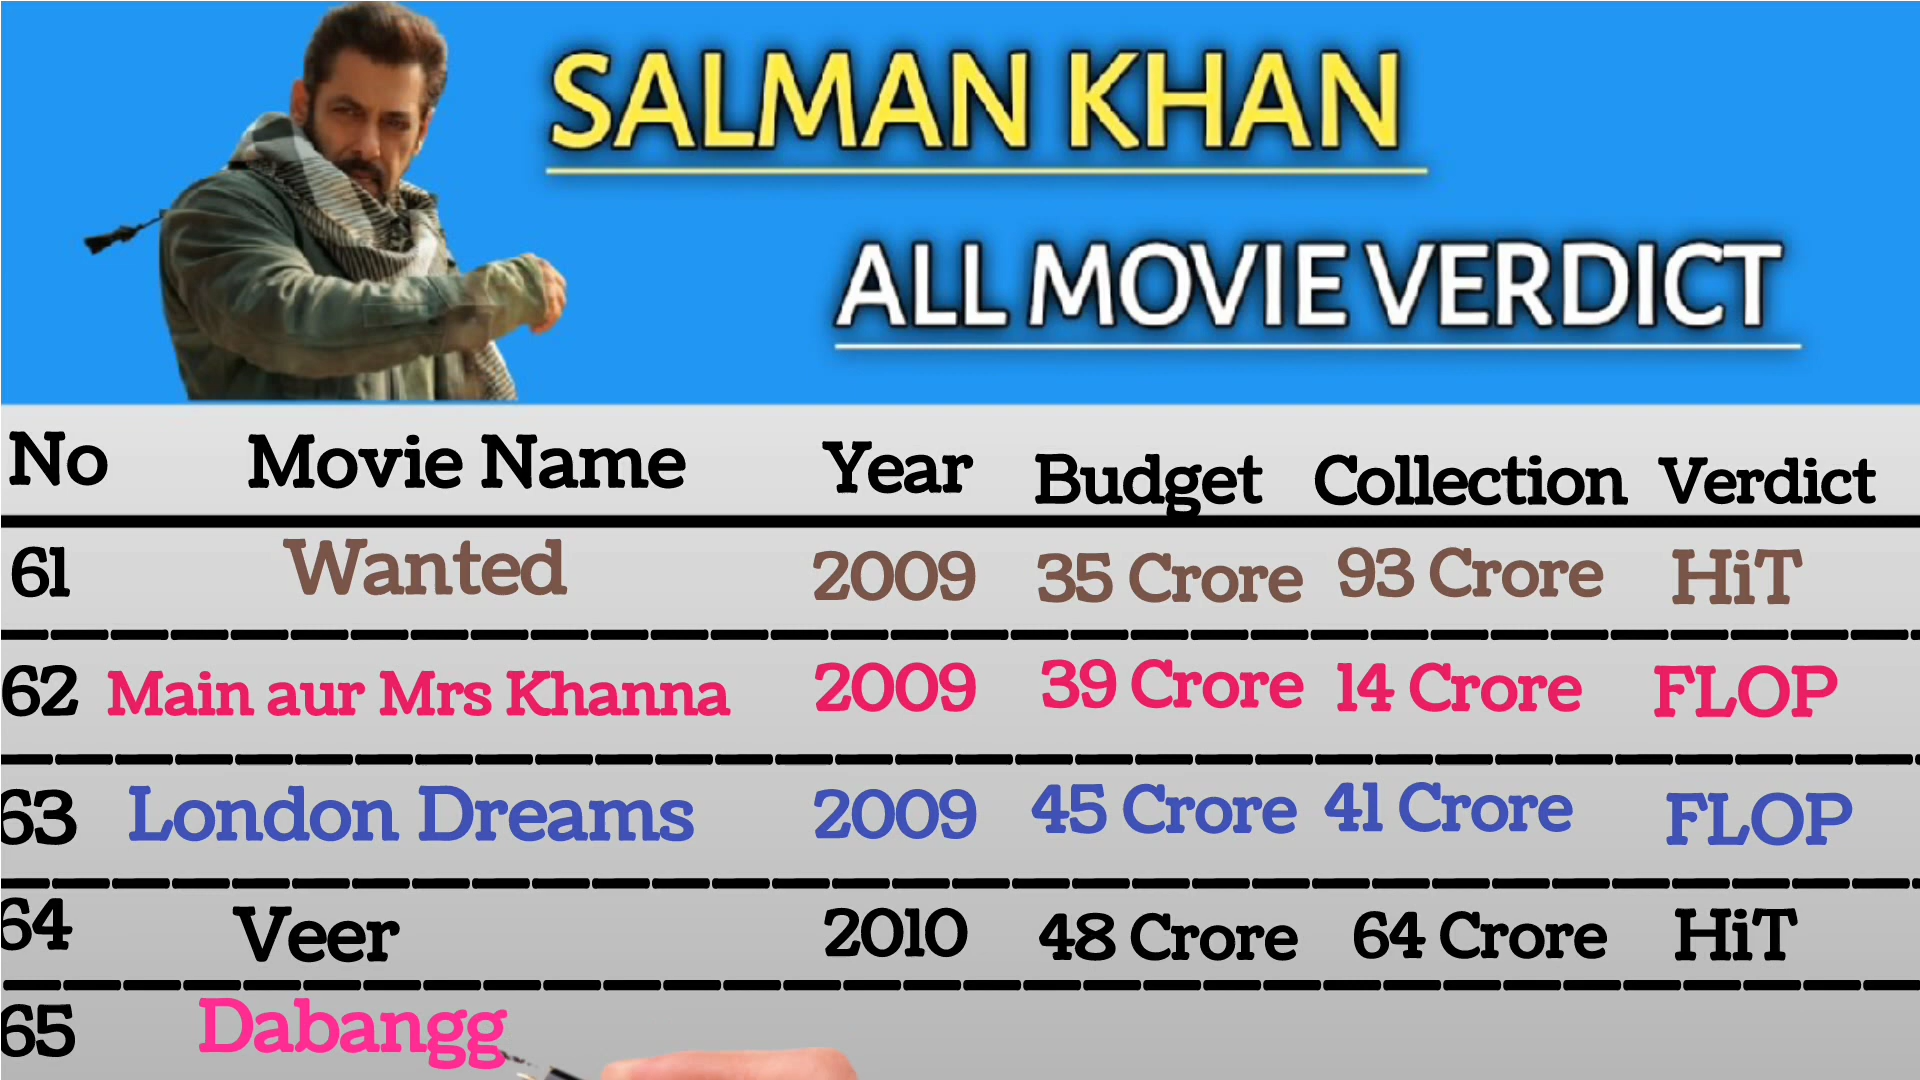 SALMAN KHAN
ALL MOVIE VERDICT
No Movie Name Year Budget Collection Verdict
61 Wanted 2009 35 Crore 93 Crore HiT
62 Main aur Mrs Khanna 2009 39 Crore 14 Crore FLOP
63 London Dreams 2009 45 Crore 41 Crore FLOP
64 Veer 2010 48 Crore 64 Crore HiT
65 Dabangg